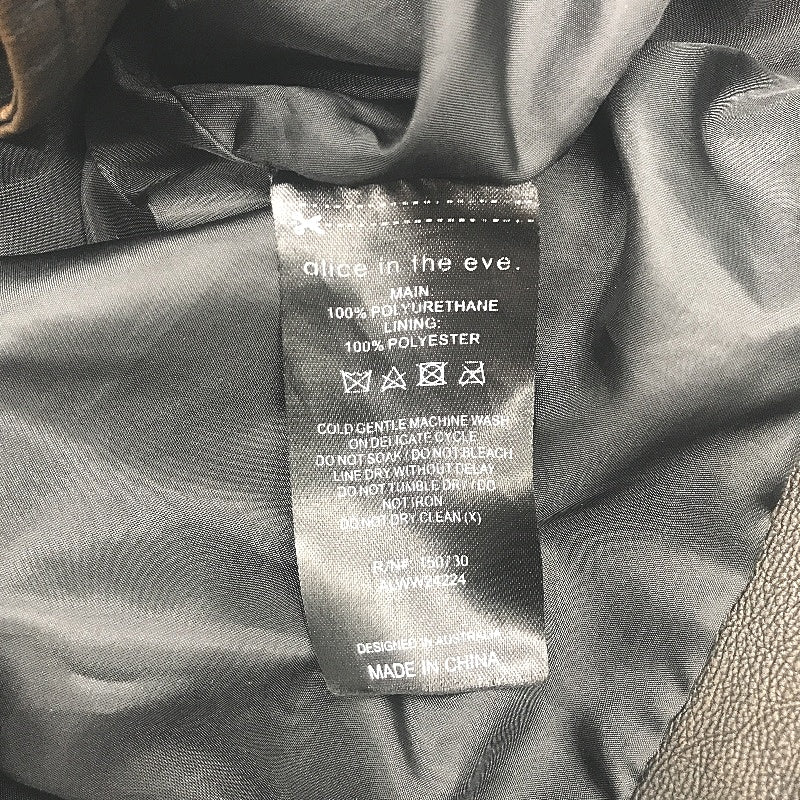 alice in the eve.
MAIN:
100% POLYURETHANE
LINING:
100% POLYESTER
COLD GENTLE MACHINE WASH
ON DELICATE CYCLE
DO NOT SOAK / DO NOT BLEACH
LINE DRY WITHOUT DELAY
DO NOT TUMBLE DRY / DO
NOT IRON
DO NOT DRY CLEAN (X)
R/N# 150730
ALWW24224
DESIGNED IN AUSTRALIA
MADE IN CHINA